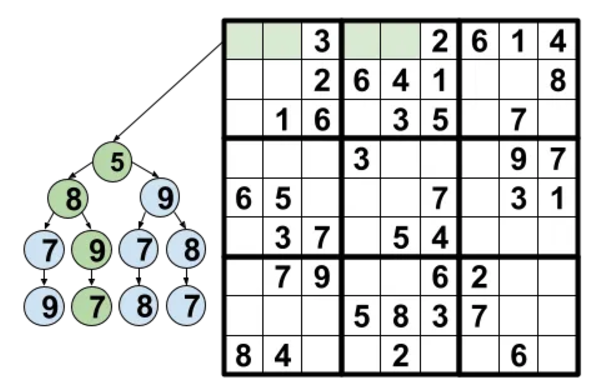 3 2 6 1 4
2 6 4 1 8
1 6 3 5 7
5
3 9 7
8 9
6 5 7 3 1
7 9 7 8
3 7 5 4
7 9 6 2
9 7 8 7
5 8 3 7
8 4 2 6